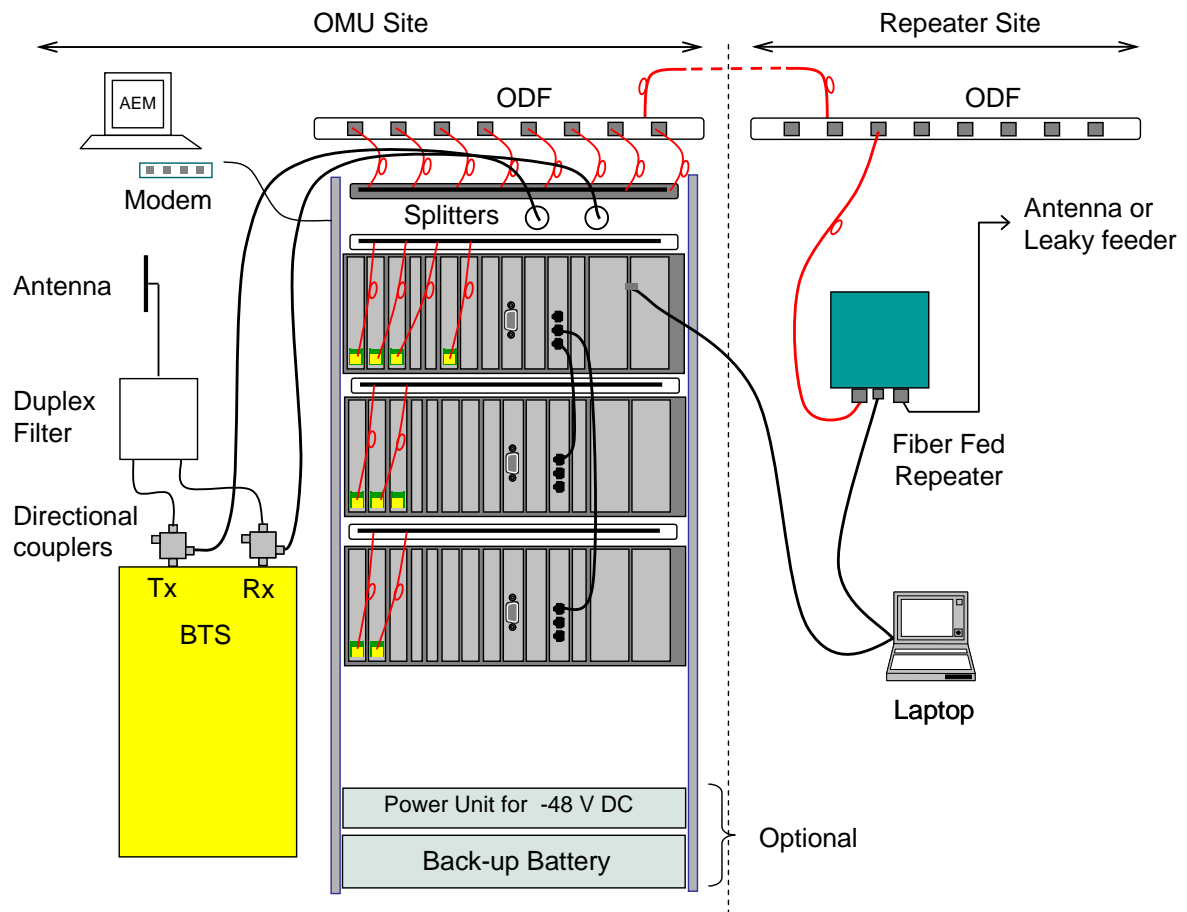 OMU Site
Repeater Site
AEM
ODF
ODF
Modem
Splitters
Antenna or
Leaky feeder
Antenna
Duplex
Filter
Fiber Fed
Repeater
Directional
couplers
Tx
Rx
BTS
Laptop
Power Unit for -48 V DC
Optional
Back-up Battery